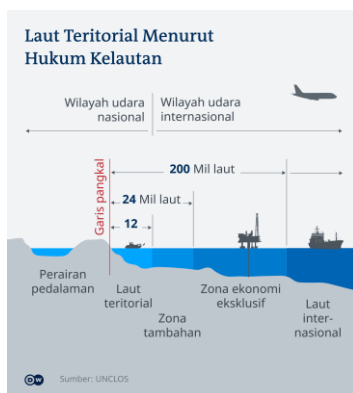 Laut Teritorial Menurut
Hukum Kelautan
Wilayah udara
nasional
Wilayah udara
internasional
Garis pangkal
200 Mil laut
24 Mil laut
12
Perairan
pedalaman
Laut
teritorial
Zona
tambahan
Zona ekonomi
eksklusif
Laut
inter-
nasional
DW
Sumber: UNCLOS